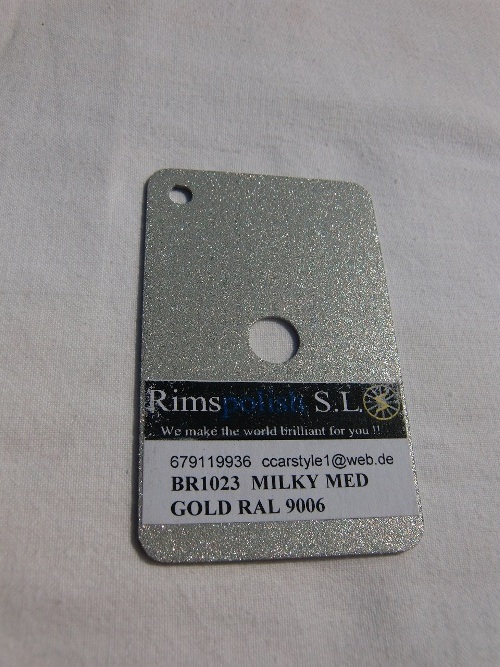 Rimspolish S.L
We make the world brilliant for you !!
679119936 ccarstyle1@web.de
BR1023 MILKY MED
GOLD RAL 9006